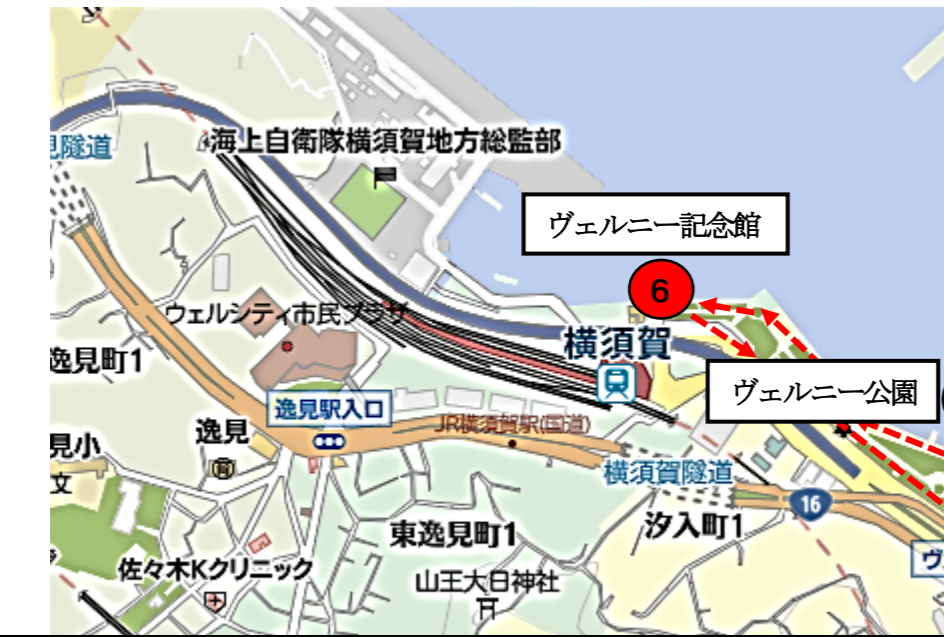 見隧道
海上自衛隊横須賀地方総監部
ヴェルニー記念館
6
ウェルシティ市民プラザ
横須賀
逸見町1
ヴェルニー公園
逸見駅入口
JR横須賀駅(国道)
見小
逸見
文
横須賀隧道
16
東逸見町1
汐入町1
ヴ
佐々木Kクリニック
山王大日神社